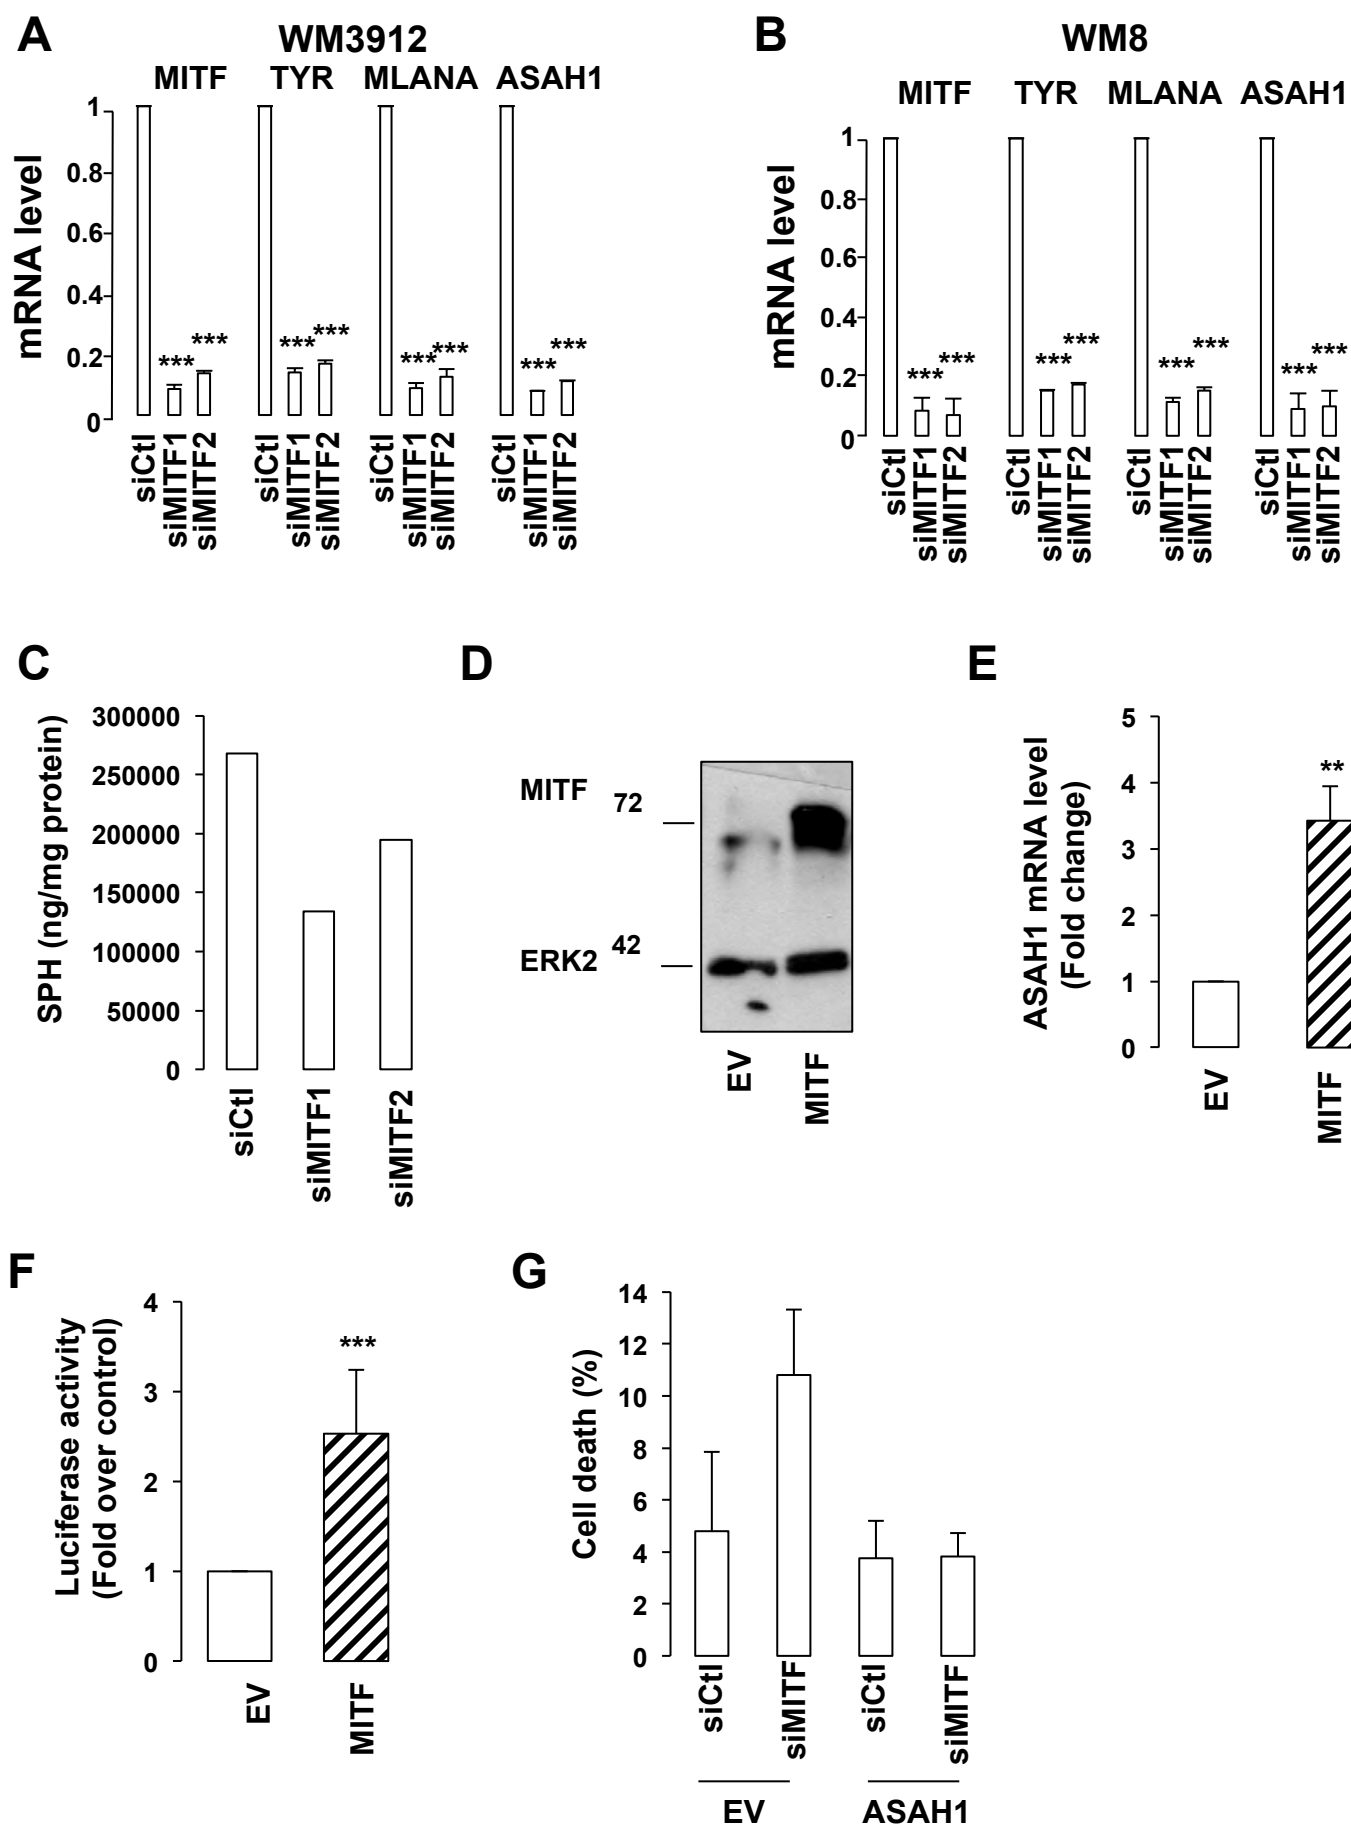 A
WM3912
MITF TYR MLANA ASAH1
mRNA level
1
0.8
0.6
0.4
0.2
0
*** *** *** *** *** *** *** ***
siCtl siMITF1 siMITF2 siCtl siMITF1 siMITF2 siCtl siMITF1 siMITF2 siCtl siMITF1 siMITF2
B
WM8
MITF TYR MLANA ASAH1
mRNA level
1
0.8
0.6
0.4
0.2
0
*** *** *** *** *** *** *** ***
siCtl siMITF1 siMITF2 siCtl siMITF1 siMITF2 siCtl siMITF1 siMITF2 siCtl siMITF1 siMITF2
C
SPH (ng/mg protein)
300000
250000
200000
150000
100000
50000
0
siCtl siMITF1 siMITF2
D
MITF 72
ERK2 42
EV MITF
E
ASAH1 mRNA level
(Fold change)
5
4
3
2
1
0
**
EV MITF
F
Luciferase activity
(Fold over control)
4
3
2
1
0
***
EV MITF
G
Cell death (%)
14
12
10
8
6
4
2
0
siCtl siMITF siCtl siMITF
EV ASAH1